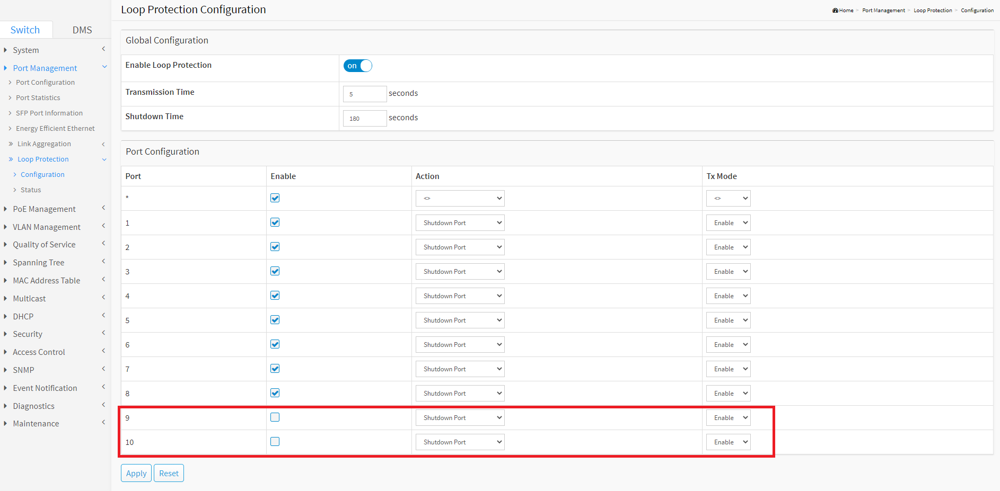 Loop Protection Configuration
Home > Port Management > Loop Protection > Configuration
Switch DMS
System
Port Management
Port Configuration
Port Statistics
SFP Port Information
Energy Efficient Ethernet
Link Aggregation
Loop Protection
Configuration
Status
PoE Management
VLAN Management
Quality of Service
Spanning Tree
MAC Address Table
Multicast
DHCP
Security
Access Control
SNMP
Event Notification
Diagnostics
Maintenance
Global Configuration
Enable Loop Protection on
Transmission Time 5 seconds
Shutdown Time 180 seconds
Port Configuration
Port Enable Action Tx Mode
* <> <>
1 Shutdown Port Enable
2 Shutdown Port Enable
3 Shutdown Port Enable
4 Shutdown Port Enable
5 Shutdown Port Enable
6 Shutdown Port Enable
7 Shutdown Port Enable
8 Shutdown Port Enable
9 Shutdown Port Enable
10 Shutdown Port Enable
Apply Reset